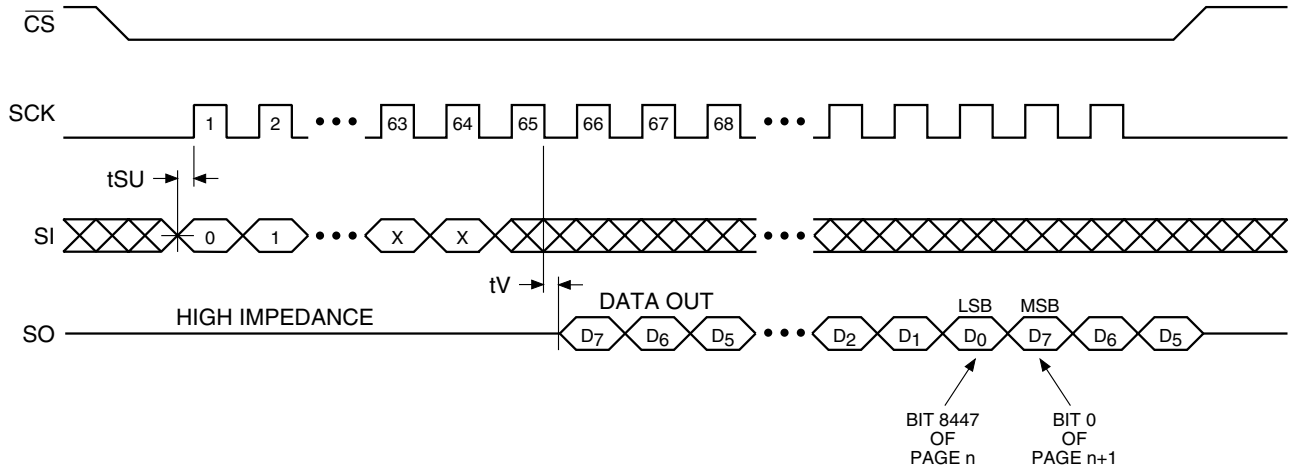 CS
SCK
1 2 ••• 63 64 65 66 67 68 •••
tSU
SI
0 1 ••• X X •••
tV
DATA OUT
LSB MSB
HIGH IMPEDANCE
SO
D7 D6 D5 ••• D2 D1 D0 D7 D6 D5
BIT 8447
OF
PAGE n
BIT 0
OF
PAGE n+1